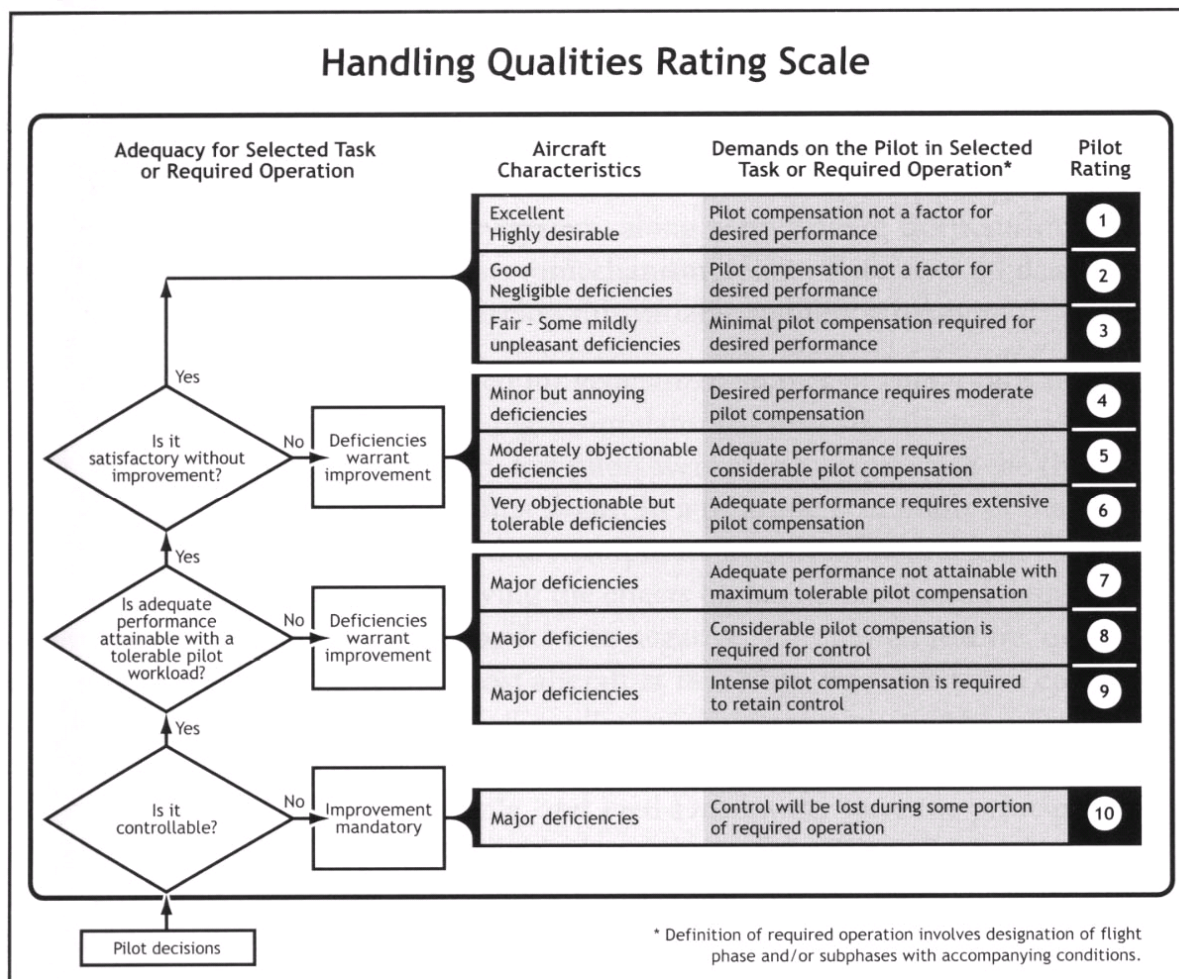 Handling Qualities Rating Scale
Adequacy for Selected Task
or Required Operation
Aircraft
Characteristics
Demands on the Pilot in Selected
Task or Required Operation*
Pilot
Rating
Excellent
Highly desirable
Pilot compensation not a factor for
desired performance
1
Good
Negligible deficiencies
Pilot compensation not a factor for
desired performance
2
Fair – Some mildly
unpleasant deficiencies
Minimal pilot compensation required for
desired performance
3
Yes
Is it
satisfactory without
improvement?
No
Deficiencies
warrant
improvement
Minor but annoying
deficiencies
Desired performance requires moderate
pilot compensation
4
Moderately objectionable
deficiencies
Adequate performance requires
considerable pilot compensation
5
Very objectionable but
tolerable deficiencies
Adequate performance requires extensive
pilot compensation
6
Yes
Is adequate
performance
attainable with a
tolerable pilot
workload?
No
Deficiencies
warrant
improvement
Major deficiencies
Adequate performance not attainable with
maximum tolerable pilot compensation
7
Major deficiencies
Considerable pilot compensation is
required for control
8
Major deficiencies
Intense pilot compensation is required
to retain control
9
Yes
Is it
controllable?
No
Improvement
mandatory
Major deficiencies
Control will be lost during some portion
of required operation
10
Pilot decisions
* Definition of required operation involves designation of flight
phase and/or subphases with accompanying conditions.